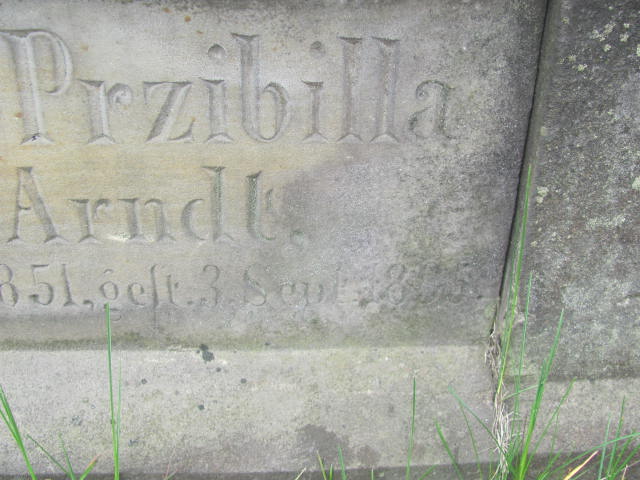 Przibilla
Arndt.
851, gest. 3. Sept.